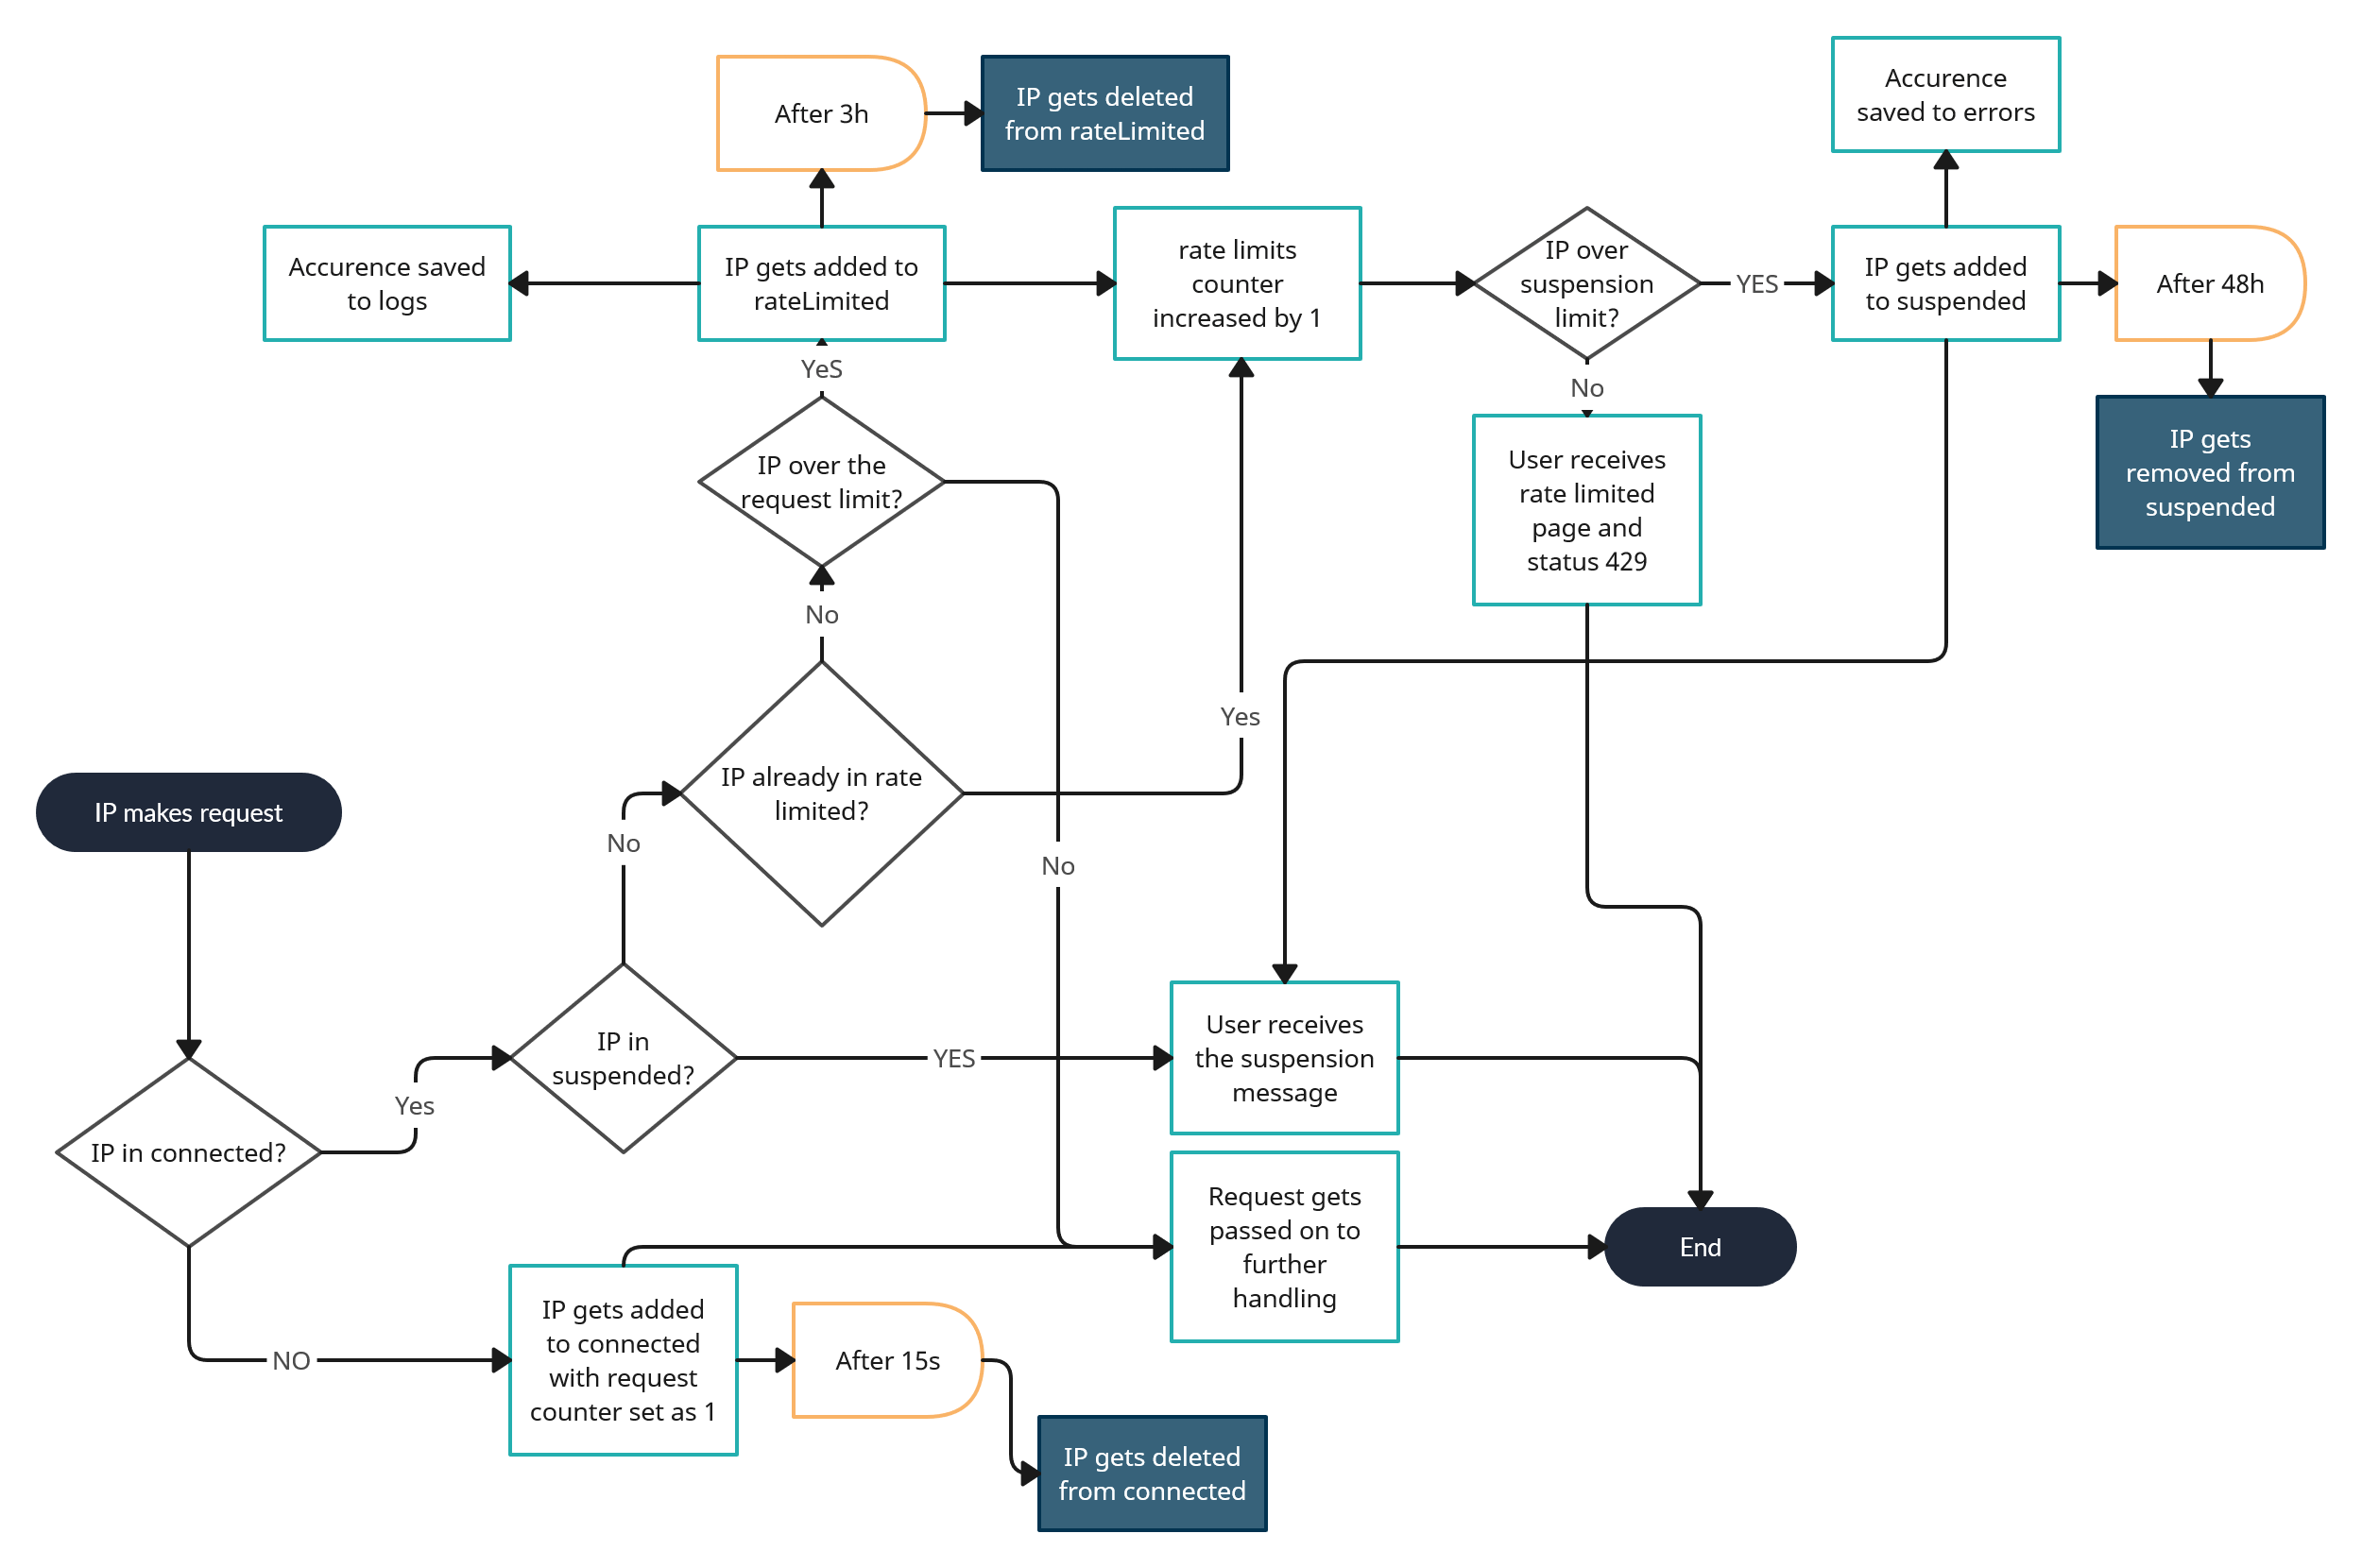 After 3h
IP gets deleted
from rateLimited
Accurence
saved to errors
Accurence saved
to logs
IP gets added to
rateLimited
rate limits
counter
increased by 1
IP over
suspension
limit?
YES
IP gets added
to suspended
After 48h
YeS
No
IP gets
removed from
suspended
IP over the
request limit?
User receives
rate limited
page and
status 429
No
Yes
IP already in rate
limited?
IP makes request
No
No
IP in
suspended?
YES
User receives
the suspension
message
Yes
IP in connected?
Request gets
passed on to
further
handling
End
NO
IP gets added
to connected
with request
counter set as 1
After 15s
IP gets deleted
from connected